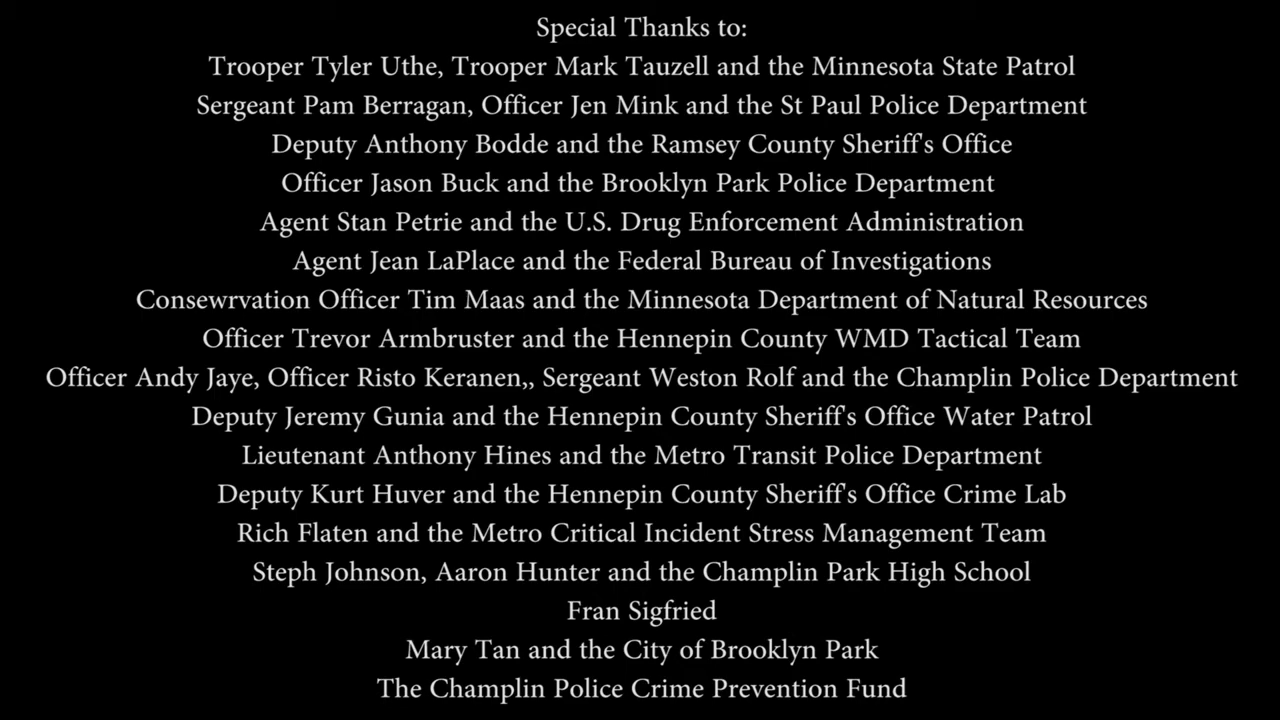 Special Thanks to:
Trooper Tyler Uthe, Trooper Mark Tauzell and the Minnesota State Patrol
Sergeant Pam Berragan, Officer Jen Mink and the St Paul Police Department
Deputy Anthony Bodde and the Ramsey County Sheriff's Office
Officer Jason Buck and the Brooklyn Park Police Department
Agent Stan Petrie and the U.S. Drug Enforcement Administration
Agent Jean LaPlace and the Federal Bureau of Investigations
Consewrvation Officer Tim Maas and the Minnesota Department of Natural Resources
Officer Trevor Armbruster and the Hennepin County WMD Tactical Team
Officer Andy Jaye, Officer Risto Keranen,, Sergeant Weston Rolf and the Champlin Police Department
Deputy Jeremy Gunia and the Hennepin County Sheriff's Office Water Patrol
Lieutenant Anthony Hines and the Metro Transit Police Department
Deputy Kurt Huver and the Hennepin County Sheriff's Office Crime Lab
Rich Flaten and the Metro Critical Incident Stress Management Team
Steph Johnson, Aaron Hunter and the Champlin Park High School
Fran Sigfried
Mary Tan and the City of Brooklyn Park
The Champlin Police Crime Prevention Fund